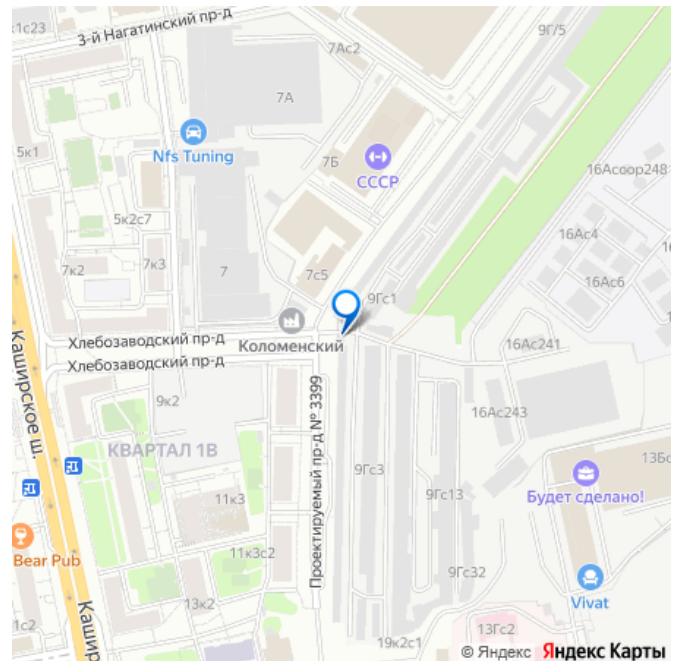 к1с23
3-й Нагатинский пр-д
7Ас2
9Г/5
7А
5к1
Nfs Tuning
7Б
СССР
16Асоор248
5к2с7
16Ас4
7к2
7к3
7
7с5
16Ас6
9Гс1
Хлебозаводский пр-д
Коломенский
16Ас241
Хлебозаводский пр-д
Каширское ш.
9к2
Проектируемый пр-д № 3399
16Ас243
КВАРТАЛ 1В
9Гс3
13Бс
11к3
9Гс13
Будет сделано!
Bear Pub
11к3с2
9Гс32
13к2
Vivat
1с2
Кашир
19к2с1
13Гс2
© Яндекс Яндекс Карты